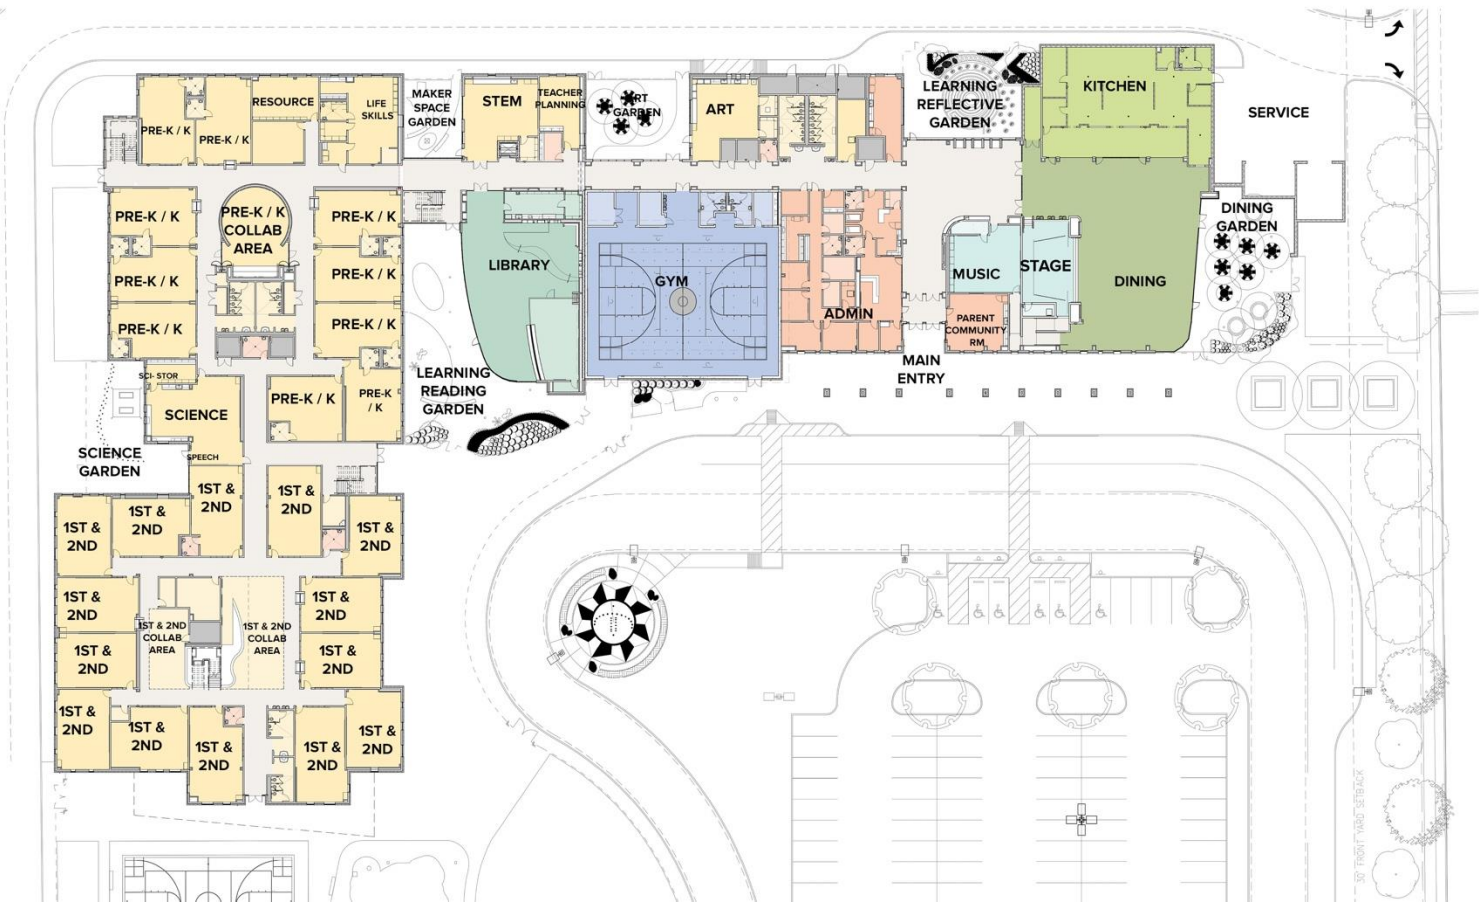 MAKER
SPACE
GARDEN
STEM
TEACHER
PLANNING
ART
GARDEN
ART
LEARNING
REFLECTIVE
GARDEN
KITCHEN
SERVICE
RESOURCE
LIFE
SKILLS
PRE-K / K
PRE-K / K
PRE-K / K
PRE-K / K
COLLAB
AREA
PRE-K / K
PRE-K / K
PRE-K / K
PRE-K / K
PRE-K / K
LIBRARY
GYM
ADMIN
MUSIC
STAGE
DINING
DINING
GARDEN
PARENT
COMMUNITY
RM
MAIN
ENTRY
LEARNING
READING
GARDEN
SCI- STOR
SCIENCE
PRE-K / K
PRE-K
/ K
SCIENCE
GARDEN
SPEECH
1ST &
2ND
1ST &
2ND
1ST &
2ND
1ST &
2ND
1ST &
2ND
1ST &
2ND
1ST &
2ND
1ST & 2ND
COLLAB
AREA
1ST & 2ND
COLLAB
AREA
1ST &
2ND
1ST &
2ND
1ST &
2ND
1ST &
2ND
1ST &
2ND
1ST &
2ND
1ST &
2ND
30' FRONT YARD SETBACK